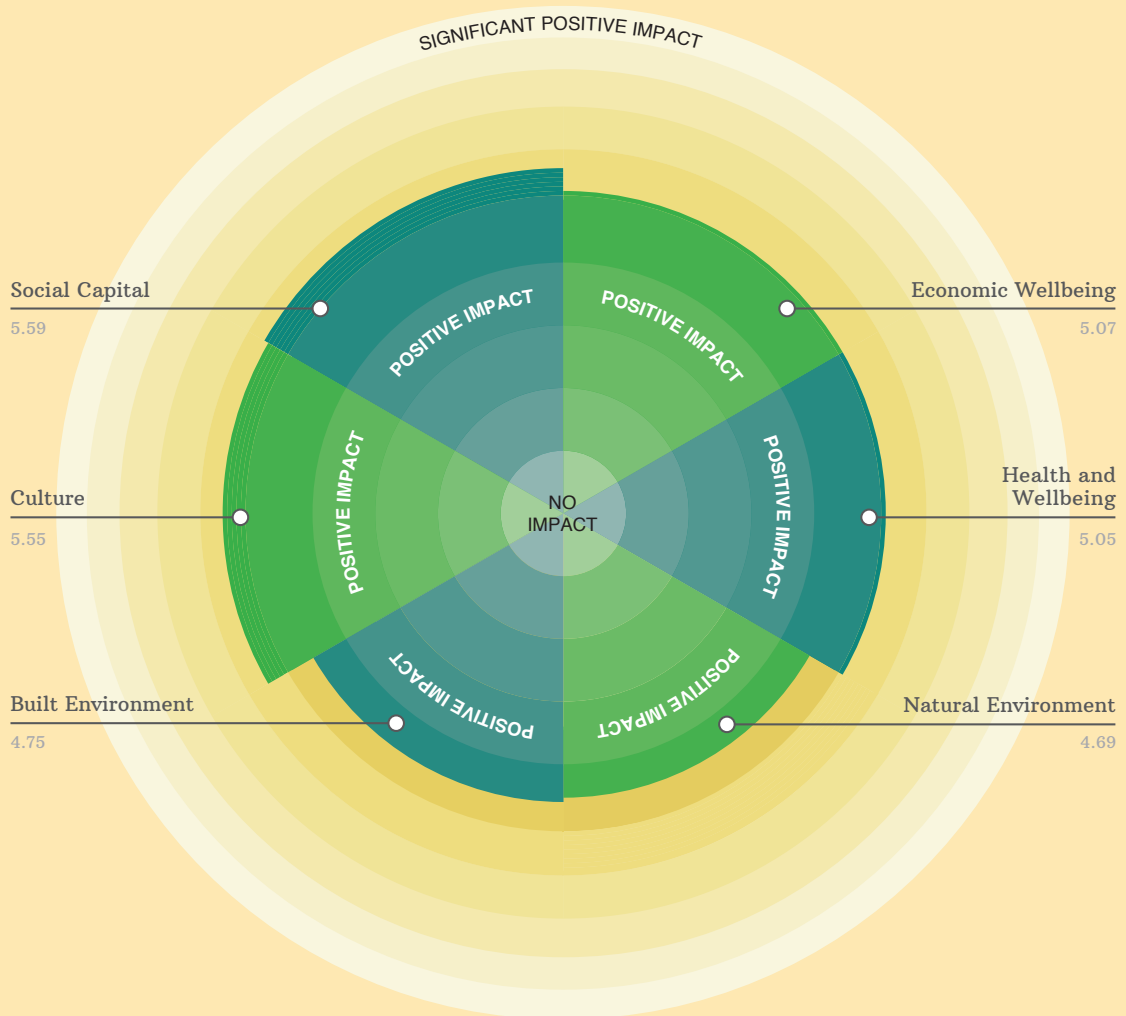 SIGNIFICANT POSITIVE IMPACT
Social Capital
5.59
Economic Wellbeing
5.07
POSITIVE IMPACT
POSITIVE IMPACT
Culture
5.55
POSITIVE IMPACT
NO
IMPACT
POSITIVE IMPACT
Health and
Wellbeing
5.05
Built Environment
4.75
POSITIVE IMPACT
POSITIVE IMPACT
Natural Environment
4.69